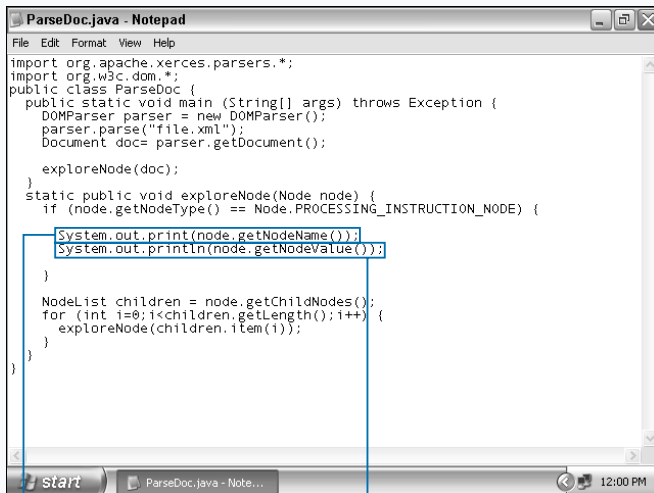 ParseDoc.java - Notepad
File Edit Format View Help
import org.apache.xerces.parsers.*;
import org.w3c.dom.*;
public class ParseDoc {
public static void main (String[] args) throws Exception {
DOMParser parser = new DOMParser();
parser.parse("file.xml");
Document doc= parser.getDocument();
exploreNode(doc);
}
static public void exploreNode(Node node) {
if (node.getNodeType() == Node.PROCESSING_INSTRUCTION_NODE) {
System.out.print(node.getNodeName());
System.out.println(node.getNodeValue());
}
NodeList children = node.getChildNodes();
for (int i=0;i<children.getLength();i++) {
exploreNode(children.item(i));
}
}
}
start ParseDoc.java - Note... 12:00 PM